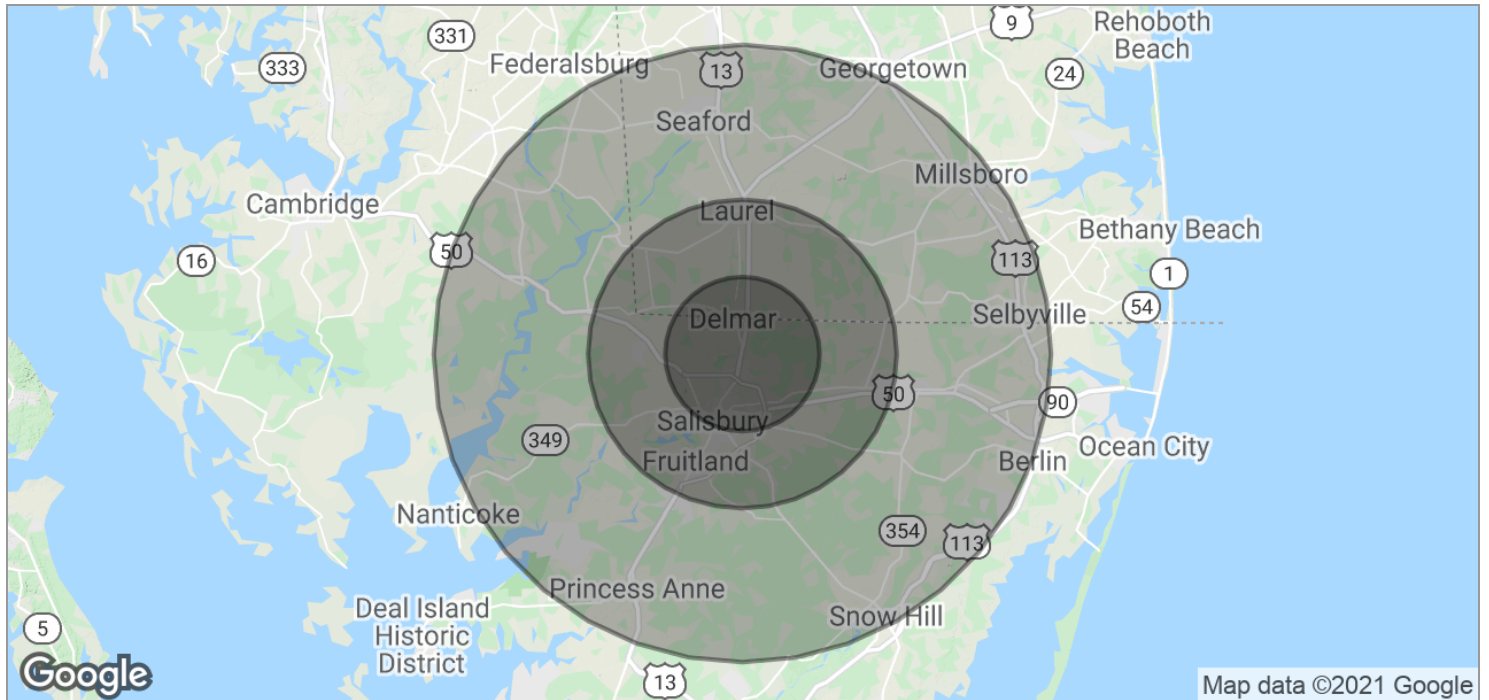 9
Rehoboth
Beach
331
333
Federalsburg
13
Georgetown
24
Seaford
Millsboro
Cambridge
Laurel
Bethany Beach
50
16
113
1
54
Delmar
Selbyville
50
90
Salisbury
349
Ocean City
Fruitland
Berlin
Nanticoke
354
113
Princess Anne
Deal Island
Historic
District
Snow Hill
5
Google
13
Map data ©2021 Google